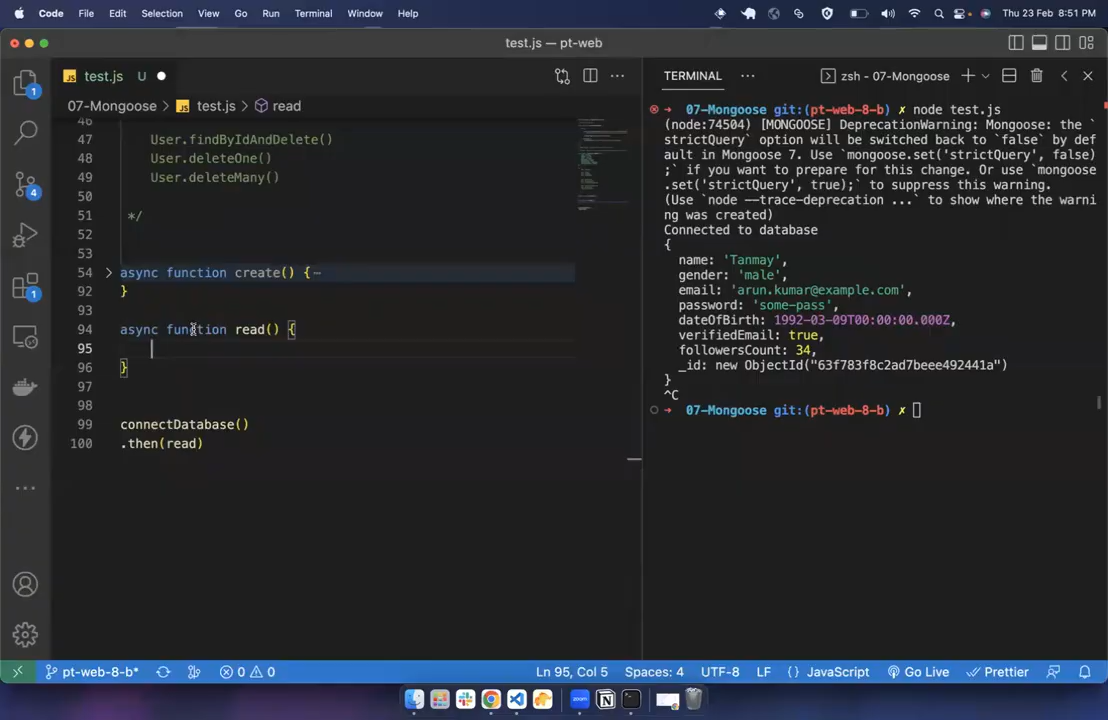 Code File Edit Selection View Go Run Terminal Window Help Thu 23 Feb 8:51 PM
test.js — pt-web
JS test.js U
07-Mongoose > JS test.js > read
46
47 User.findByIdAndDelete()
48 User.deleteOne()
49 User.deleteMany()
50
51 */
52
53
54 async function create() {
92 }
93
94 async function read() {
95
96 }
97
98
99 connectDatabase()
100 .then(read)
1
4
1
TERMINAL zsh - 07-Mongoose
07-Mongoose git:(pt-web-8-b) ✗ node test.js
(node:74504) [MONGOOSE] DeprecationWarning: Mongoose: the `
strictQuery` option will be switched back to `false` by def
ault in Mongoose 7. Use `mongoose.set('strictQuery', false)
;` if you want to prepare for this change. Or use `mongoose
.set('strictQuery', true);` to suppress this warning.
(Use `node --trace-deprecation ...` to show where the warni
ng was created)
Connected to database
{
name: 'Tanmay',
gender: 'male',
email: 'arun.kumar@example.com',
password: 'some-pass',
dateOfBirth: 1992-03-09T00:00:00.000Z,
verifiedEmail: true,
followersCount: 34,
_id: new ObjectId("63f783f8c2ad7beee492441a")
}
^C
07-Mongoose git:(pt-web-8-b) ✗
pt-web-8-b* 0 0 Ln 95, Col 5 Spaces: 4 UTF-8 LF {} JavaScript Go Live Prettier
zoom